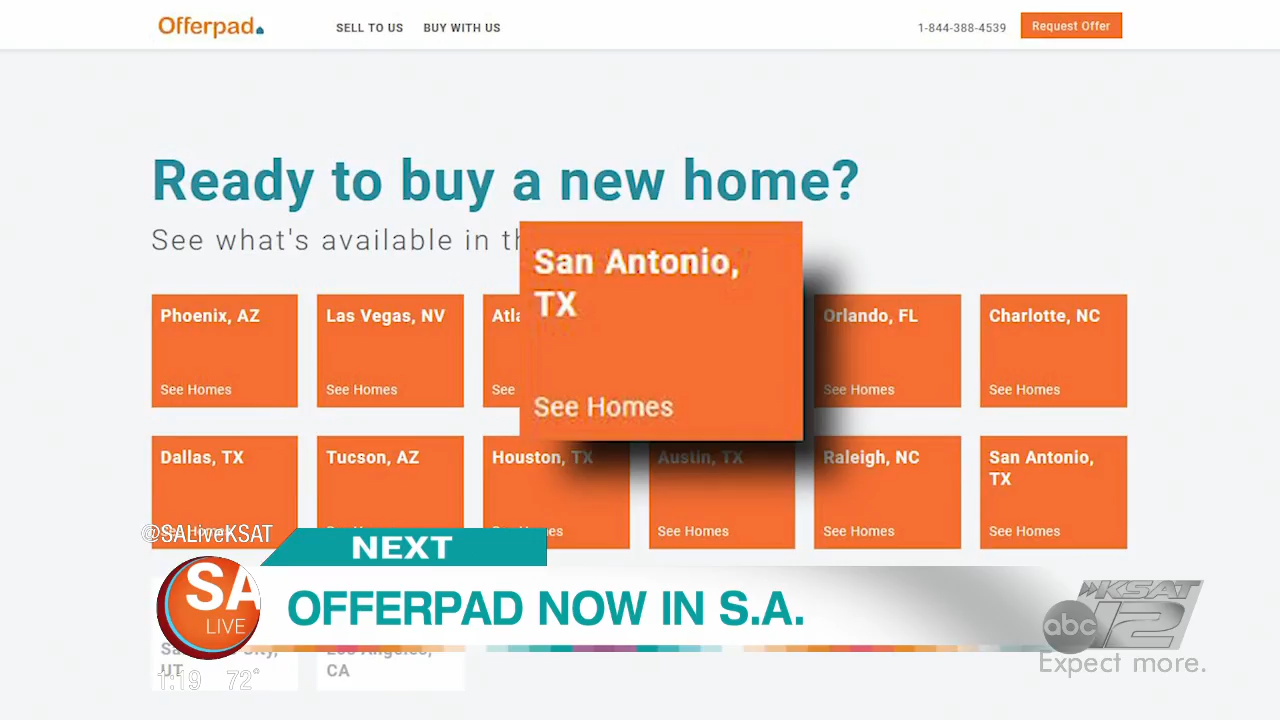 Offerpad
SELL TO US
BUY WITH US
1-844-388-4539
Request Offer
Ready to buy a new home?
See what's available in
San Antonio,
TX
See Homes
Phoenix, AZ
See Homes
Las Vegas, NV
See Homes
See
Orlando, FL
See Homes
Charlotte, NC
See Homes
Dallas, TX
Tucson, AZ
Houston, TX
Austin, TX
See Homes
Raleigh, NC
See Homes
San Antonio,
TX
See Homes
@SALiveKSAT
NEXT
SA
LIVE
OFFERPAD NOW IN S.A.
UT
CA
1:19 72°
abc
KSAT
12
Expect more.